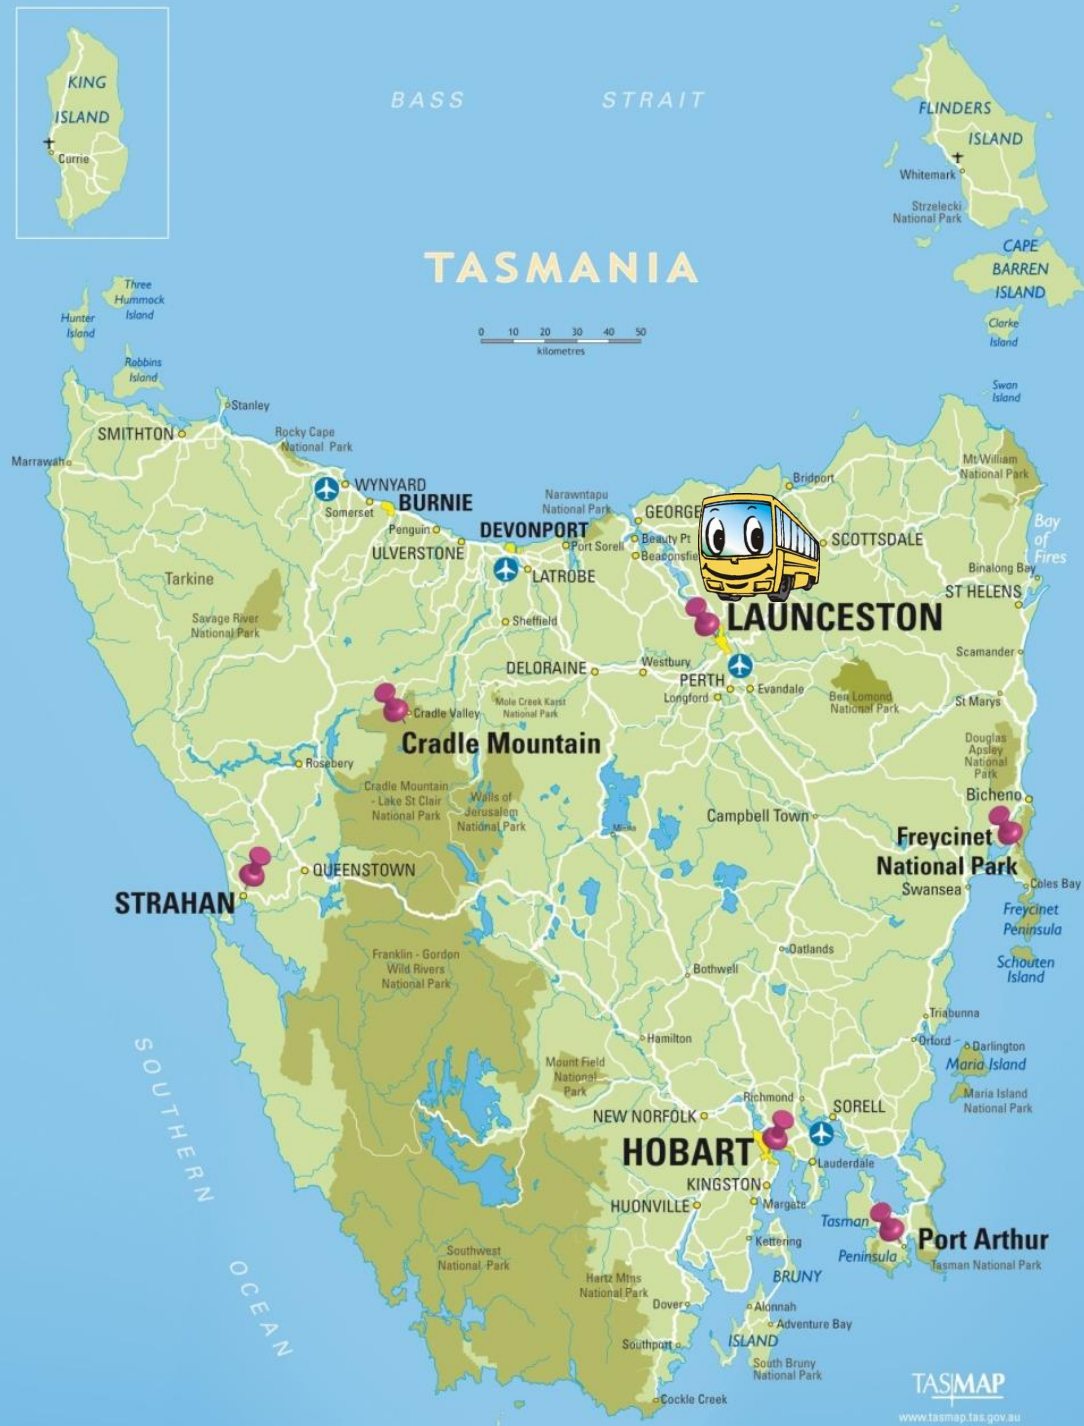 KING
ISLAND
Currie
BASS STRAIT
FLINDERS
ISLAND
Whitemark
Strzelecki
National Park
CAPE
BARREN
ISLAND
Clarke
Island
TASMANIA
0 10 20 30 40 50
kilometres
Three
Hummock
Island
Hunter
Island
Robbins
Island
Swan
Island
Stanley
SMITHTON
Marrawah
Rocky Cape
National Park
WYNYARD
Somerset
BURNIE
Penguin
ULVERSTONE
DEVONPORT
LATROBE
Port Sorell
Narawntapu
National Park
GEORGE
Beauty Pt
Beaconsfie
Bridport
SCOTTSDALE
Mt William
National Park
Bay
of
Fires
Binalong Bay
ST HELENS
Scamander
St Marys
Tarkine
Savage River
National Park
Sheffield
LAUNCESTON
DELORAINE
Westbury
PERTH
Longford
Evandale
Ben Lomond
National Park
Cradle Valley
Mole Creek Karst
National Park
Cradle Mountain
Rosebery
Cradle Mountain
- Lake St Clair
National Park
Walls of
Jerusalem
National Park
Miena
Campbell Town
Douglas
Apsley
National
Park
Bicheno
Freycinet
National Park
Swansea
Coles Bay
Freycinet
Peninsula
Schouten
Island
QUEENSTOWN
STRAHAN
Franklin - Gordon
Wild Rivers
National Park
Oatlands
Bothwell
Hamilton
Triabunna
Orford
Darlington
Maria Island
Maria Island
National Park
Mount Field
National
Park
Richmond
SORELL
NEW NORFOLK
HOBART
Lauderdale
KINGSTON
HUONVILLE
Margate
Tasman
Peninsula
Port Arthur
Tasman National Park
Kettering
BRUNY
ISLAND
Alonnah
Adventure Bay
South Bruny
National Park
Southwest
National Park
Hartz Mtns
National Park
Dover
Southport
Cockle Creek
SOUTHERN OCEAN
TASMAP
www.tasmap.tas.gov.au